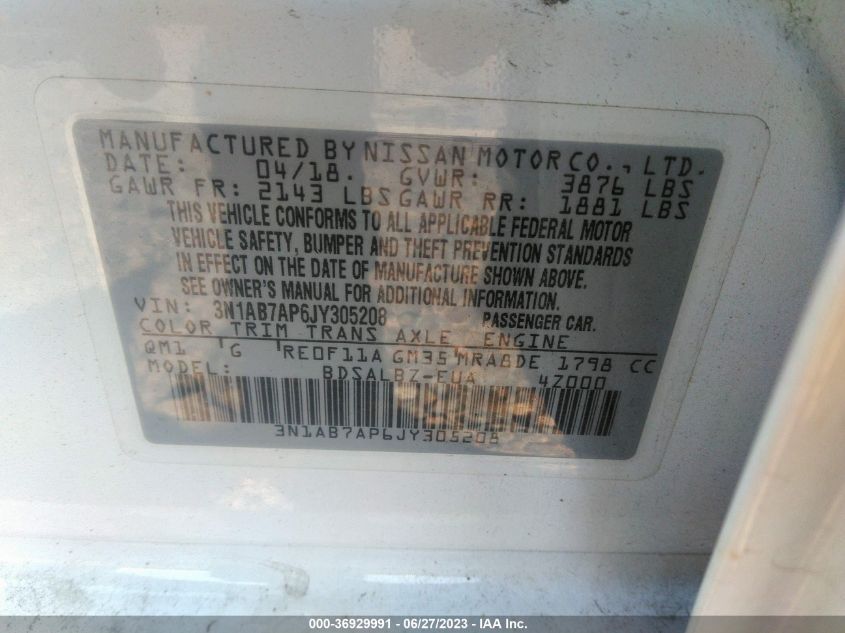 MANUFACTURED BY NISSAN MOTOR CO., LTD.
DATE: 04/18. GVWR: 3876 LBS
GAWR FR: 2143 LBS GAWR RR: 1881 LBS
THIS VEHICLE CONFORMS TO ALL APPLICABLE FEDERAL MOTOR
VEHICLE SAFETY, BUMPER AND THEFT PREVENTION STANDARDS
IN EFFECT ON THE DATE OF MANUFACTURE SHOWN ABOVE.
SEE OWNER'S MANUAL FOR ADDITIONAL INFORMATION.
VIN: 3N1AB7AP6JY305208 PASSENGER CAR.
COLOR TRIM TRANS AXLE ENGINE
QM1 G RE0F11A GM35 MRA8DE 1798 CC
MODEL: BDSALBZ-EUA 4Z000
3N1AB7AP6JY305208
000-36929991 - 06/27/2023 - IAA Inc.